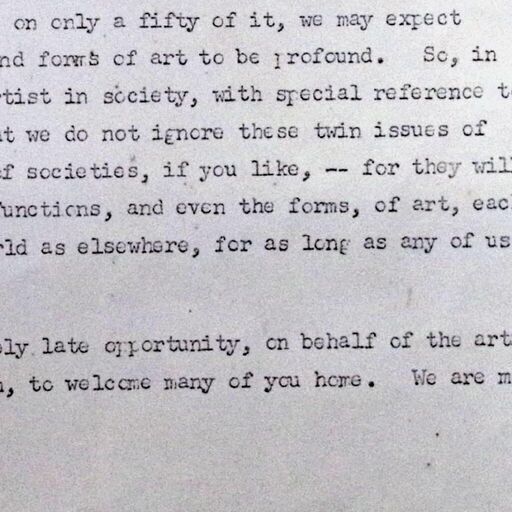 on only a fifty of it, we may expect
nd forms of art to be profound. So, in
rtist in society, with special reference to
t we do not ignore these twin issues of
f societies, if you like, -- for they will
functions, and even the forms, of art, eac
rld as elsewhere, for as long as any of us
ly late opportunity, on behalf of the art
, to welcome many of you home. We are m